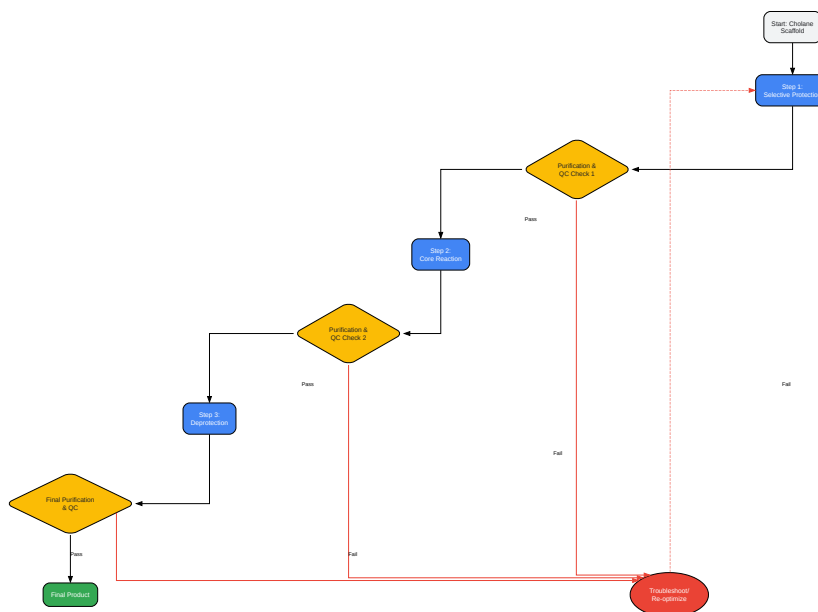 Start: Cholane
Scaffold
Step 1:
Selective Protection
Purification &
QC Check 1
Pass
Step 2:
Core Reaction
Purification &
QC Check 2
Pass
Fail
Step 3:
Deprotection
Fail
Final Purification
& QC
Pass
Fail
Final Product
Troubleshoot/
Re-optimize